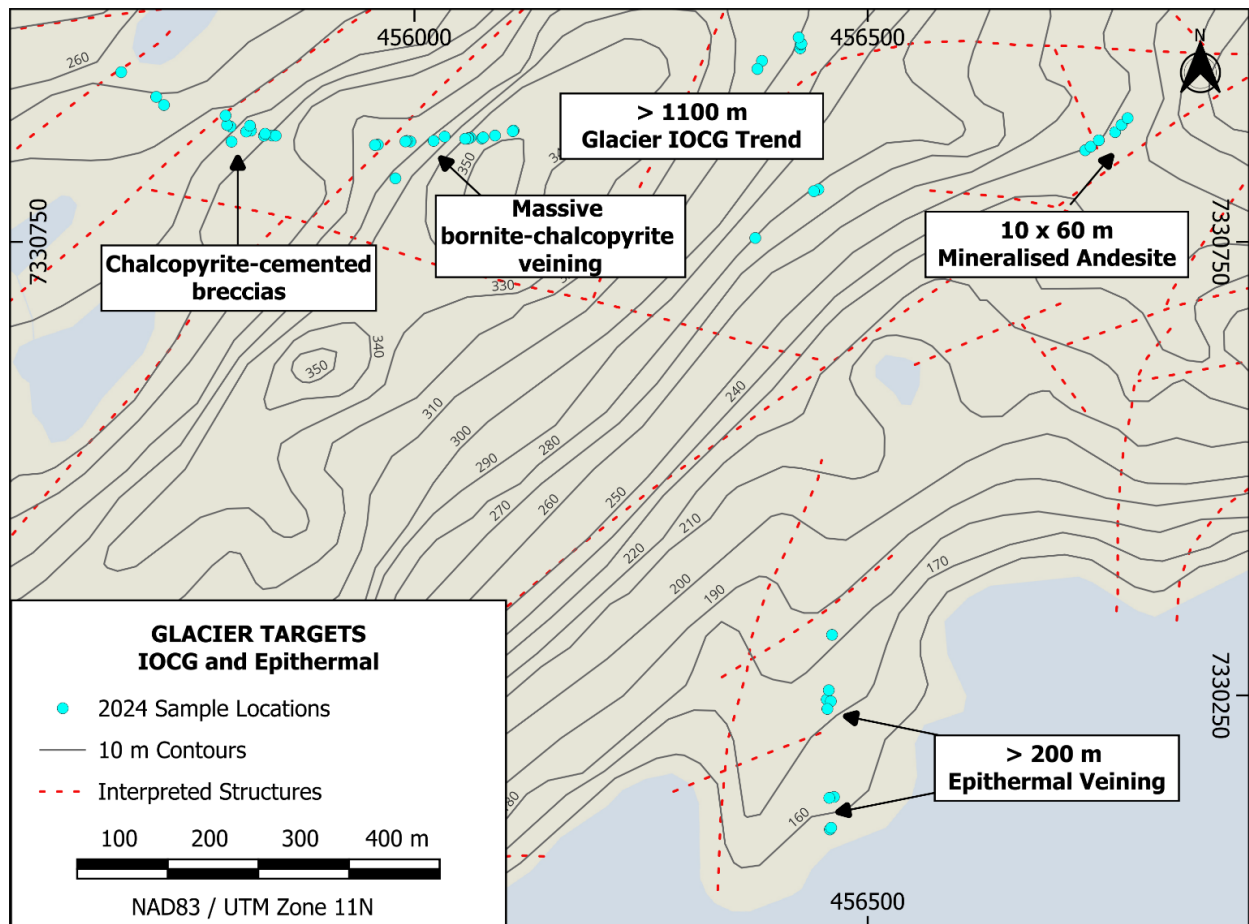 456000
456500
N
260
> 1100 m
Glacier IOCG Trend
350
Massive
bornite-chalcopyrite
veining
Chalcopyrite-cemented
breccias
10 x 60 m
Mineralised Andesite
7330750
7330750
330
340
350
310
300
290
280
270
260
250
240
220
210
200
190
170
180
160
7330250
> 200 m
Epithermal Veining
GLACIER TARGETS
IOCG and Epithermal
2024 Sample Locations
10 m Contours
Interpreted Structures
100 200 300 400 m
NAD83 / UTM Zone 11N
456500